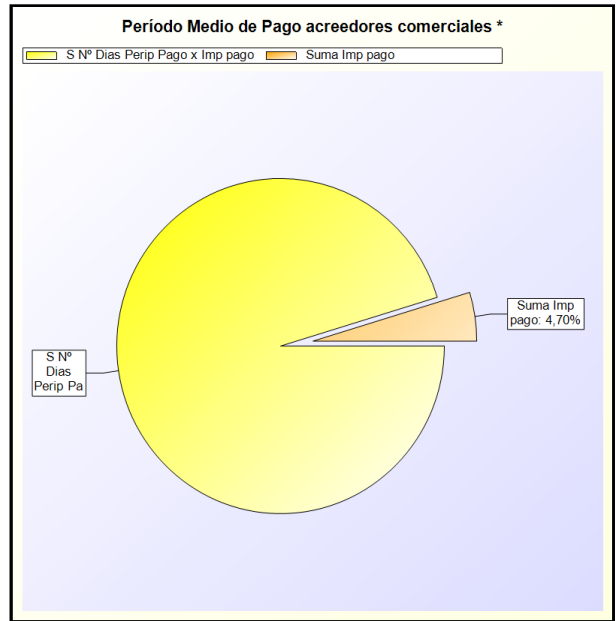 Período Medio de Pago acreedores comerciales *
S Nº Dias Perip Pago x Imp pago
Suma Imp pago
Suma Imp
pago: 4,70%
S Nº
Dias
Perip Pa